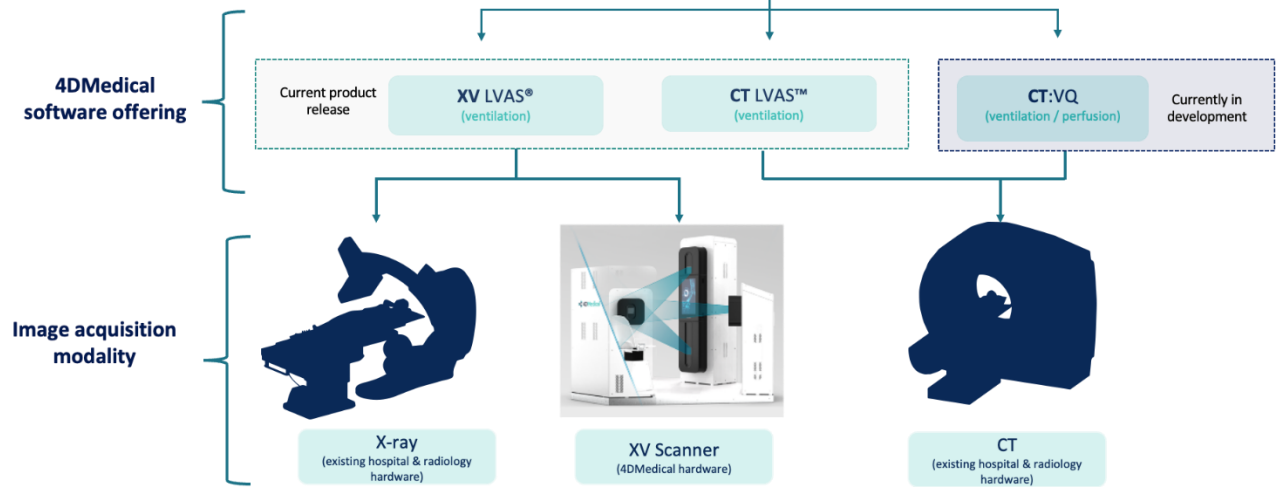 4DMedical
software offering
Current product
release
XV LVAS®
(ventilation)
CT LVAS™
(ventilation)
CT:VQ
(ventilation / perfusion)
Currently in
development
Image acquisition
modality
X-ray
(existing hospital & radiology
hardware)
XV Scanner
(4DMedical hardware)
CT
(existing hospital & radiology
hardware)